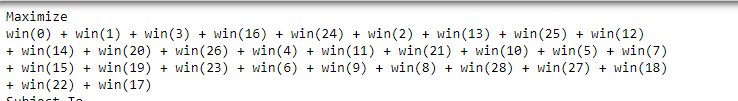 Maximize
win(0) + win(1) + win(3) + win(16) + win(24) + win(2) + win(13) + win(25) + win(12)
+ win(14) + win(20) + win(26) + win(4) + win(11) + win(21) + win(10) + win(5) + win(7)
+ win(15) + win(19) + win(23) + win(6) + win(9) + win(8) + win(28) + win(27) + win(18)
+ win(22) + win(17)
Subject To